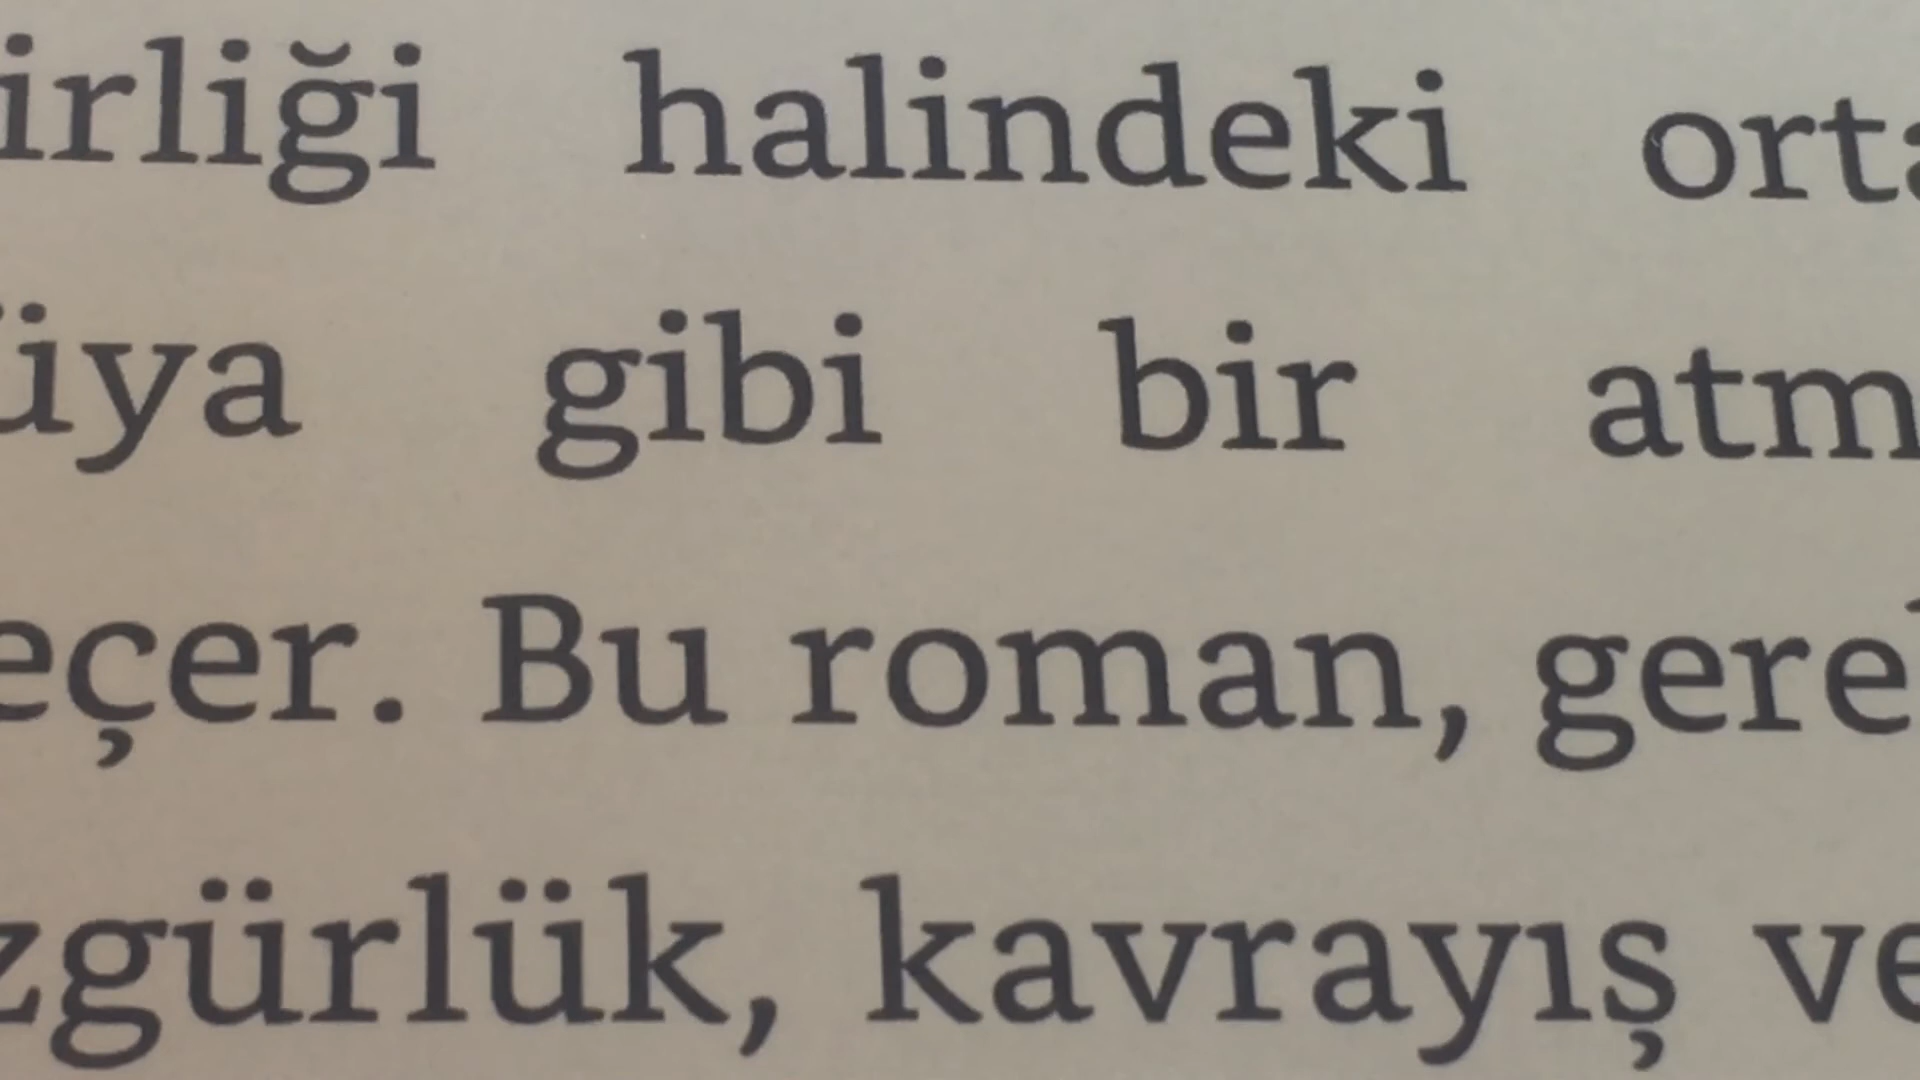 irliği halindeki orta
üya gibi bir atm
eçer. Bu roman, gere
zgürlük, kavrayış ve